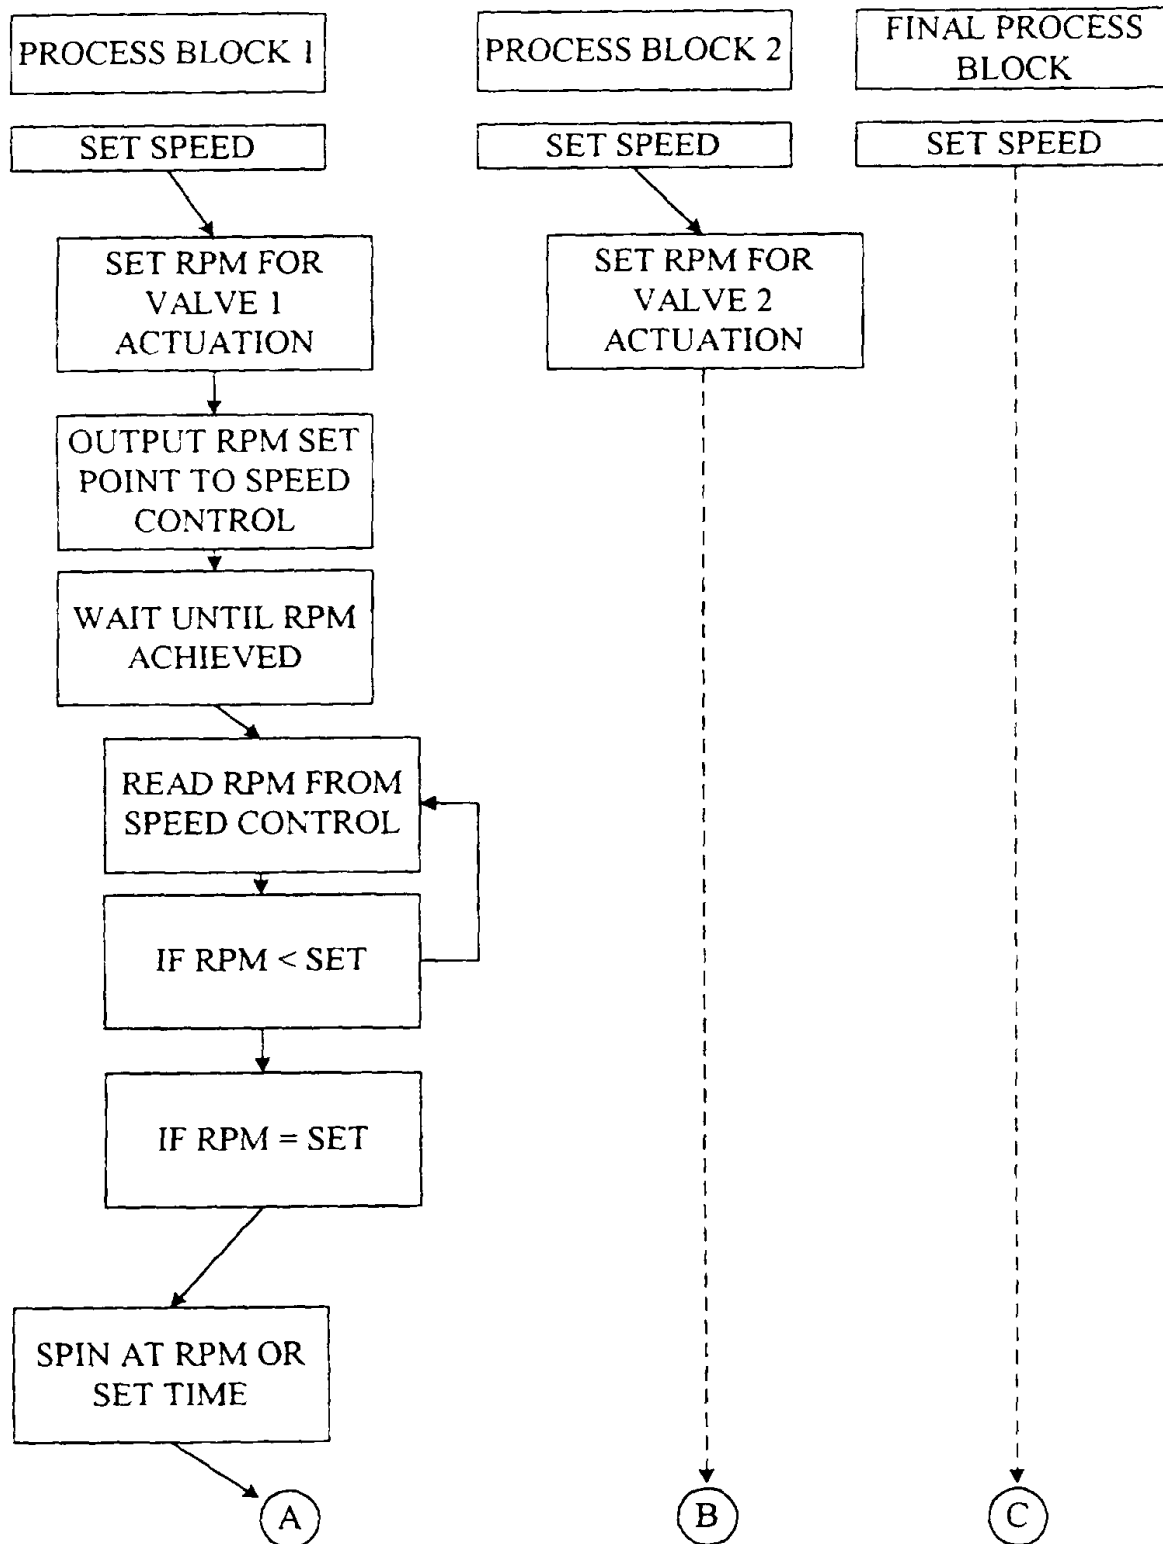 PROCESS BLOCK 1
SET SPEED
SET RPM FOR
VALVE 1
ACTUATION
OUTPUT RPM SET
POINT TO SPEED
CONTROL
WAIT UNTIL RPM
ACHIEVED
READ RPM FROM
SPEED CONTROL
IF RPM < SET
IF RPM = SET
SPIN AT RPM OR
SET TIME
A
PROCESS BLOCK 2
SET SPEED
SET RPM FOR
VALVE 2
ACTUATION
B
FINAL PROCESS
BLOCK
SET SPEED
C